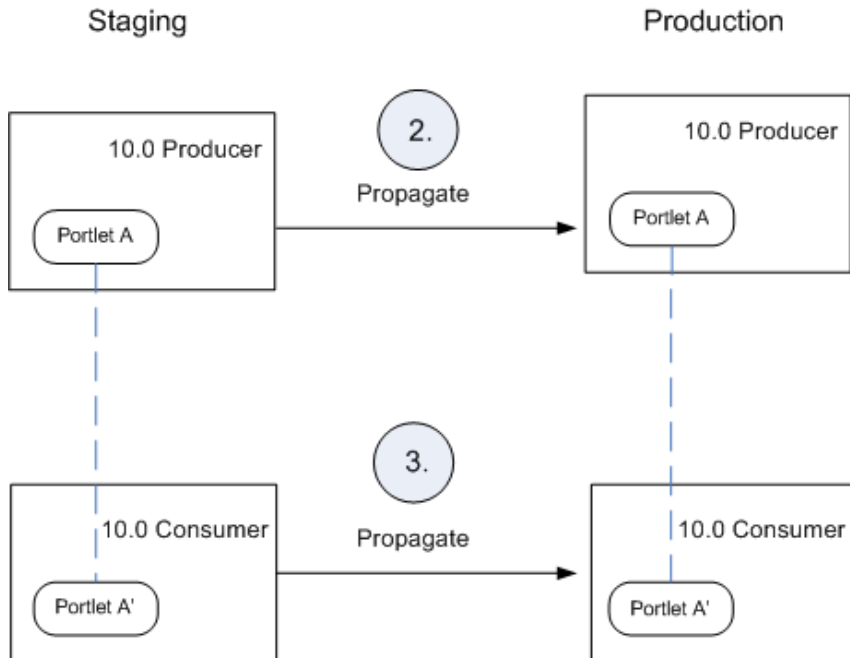 Staging
Production
10.0 Producer
Portlet A
2.
Propagate
10.0 Producer
Portlet A
10.0 Consumer
Portlet A'
3.
Propagate
10.0 Consumer
Portlet A'